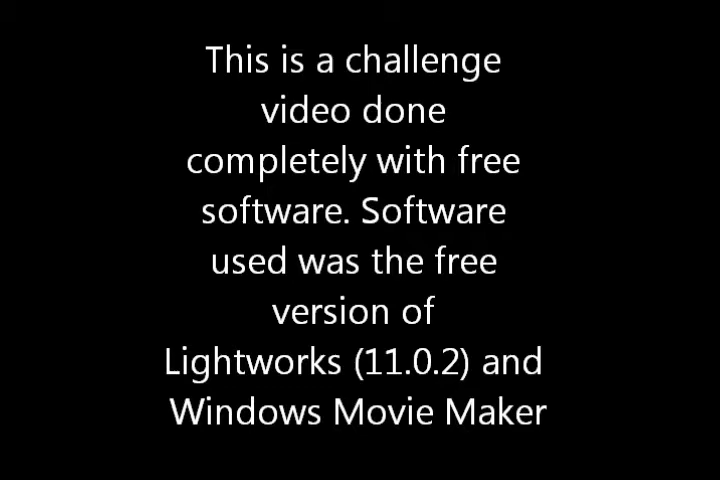 This is a challenge
video done
completely with free
software. Software
used was the free
version of
Lightworks (11.0.2) and
Windows Movie Maker